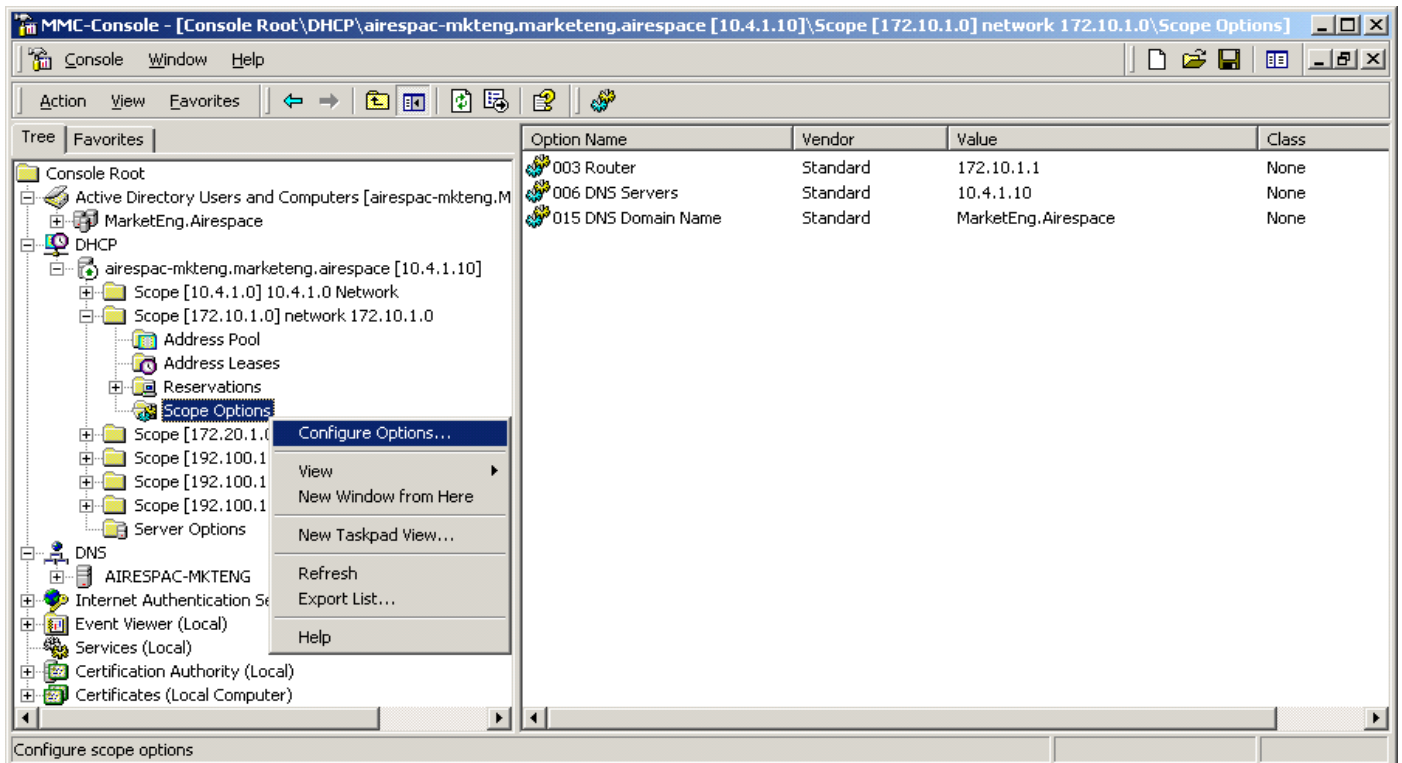 MMC-Console - [Console Root\DHCP\airespac-mkteng.marketeng.airespace [10.4.1.10]\Scope [172.10.1.0] network 172.10.1.0\Scope Options]
Console Window Help
Action View Favorites
Tree Favorites
Console Root
Active Directory Users and Computers [airespac-mkteng.M
MarketEng.Airespace
DHCP
airespac-mkteng.marketeng.airespace [10.4.1.10]
Scope [10.4.1.0] 10.4.1.0 Network
Scope [172.10.1.0] network 172.10.1.0
Address Pool
Address Leases
Reservations
Scope Options
Scope [172.20.1.0
Scope [192.100.1
Scope [192.100.1
Scope [192.100.1
Server Options
DNS
AIRESPAC-MKTENG
Internet Authentication Se
Event Viewer (Local)
Services (Local)
Certification Authority (Local)
Certificates (Local Computer)
Configure Options...
View
New Window from Here
New Taskpad View...
Refresh
Export List...
Help
Option Name Vendor Value Class
003 Router Standard 172.10.1.1 None
006 DNS Servers Standard 10.4.1.10 None
015 DNS Domain Name Standard MarketEng.Airespace None
Configure scope options